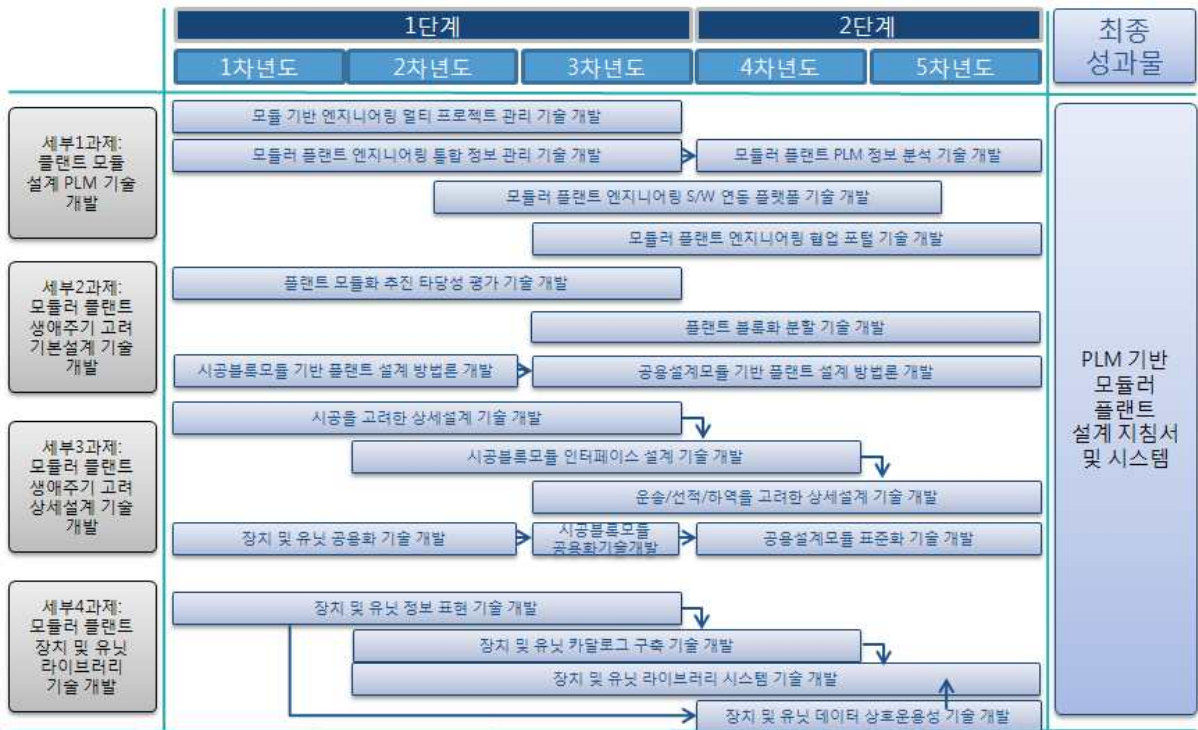 1단계
2단계
최종
성과물
1차년도
2차년도
3차년도
4차년도
5차년도
세부1과제:
플랜트 모듈
설계 PLM 기술
개발
모듈 기반 엔지니어링 멀티 프로젝트 관리 기술 개발
모듈러 플랜트 엔지니어링 통합 정보 관리 기술 개발
모듈러 플랜트 PLM 정보 분석 기술 개발
모듈러 플랜트 엔지니어링 S/W 연동 플랫폼 기술 개발
모듈러 플랜트 엔지니어링 협업 포털 기술 개발
세부2과제:
모듈러 플랜트
생애주기 고려
기본설계 기술
개발
플랜트 모듈화 추진 타당성 평가 기술 개발
플랜트 블록화 분할 기술 개발
시공블록모듈 기반 플랜트 설계 방법론 개발
공용설계모듈 기반 플랜트 설계 방법론 개발
세부3과제:
모듈러 플랜트
생애주기 고려
상세설계 기술
개발
시공을 고려한 상세설계 기술 개발
시공블록모듈 인터페이스 설계 기술 개발
운송/선적/하역을 고려한 상세설계 기술 개발
장치 및 유닛 공용화 기술 개발
시공블록모듈
공용화기술개발
공용설계모듈 표준화 기술 개발
세부4과제:
모듈러 플랜트
장치 및 유닛
라이브러리
기술 개발
장치 및 유닛 정보 표현 기술 개발
장치 및 유닛 카달로그 구축 기술 개발
장치 및 유닛 라이브러리 시스템 기술 개발
장치 및 유닛 데이터 상호운용성 기술 개발
PLM 기반
모듈러
플랜트
설계 지침서
및 시스템